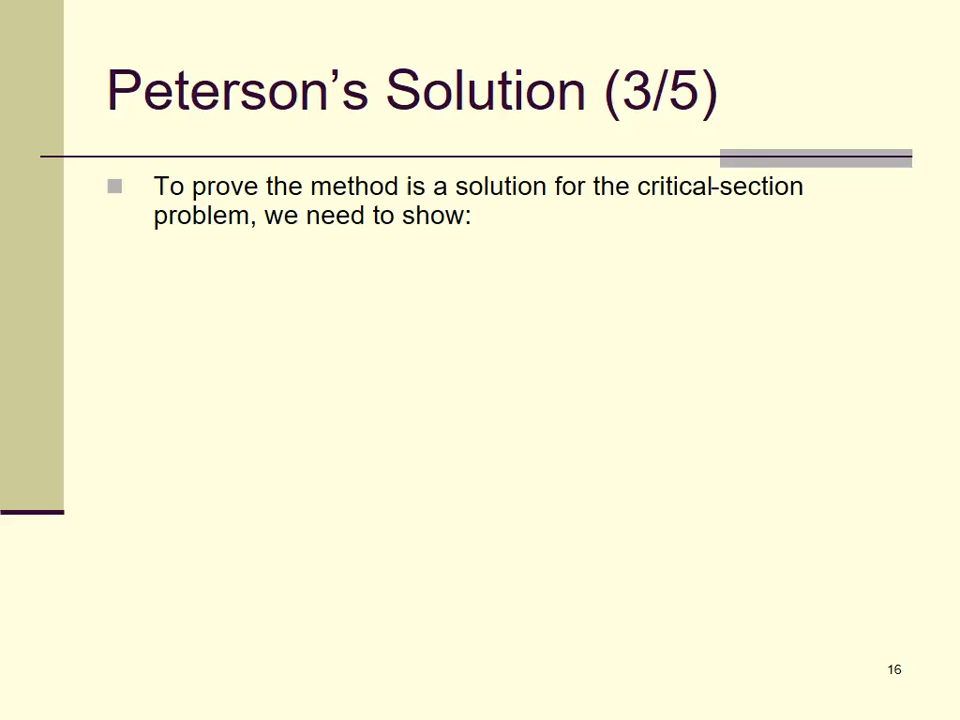 Peterson’s Solution (3/5)
To prove the method is a solution for the critical-section
problem, we need to show:
16